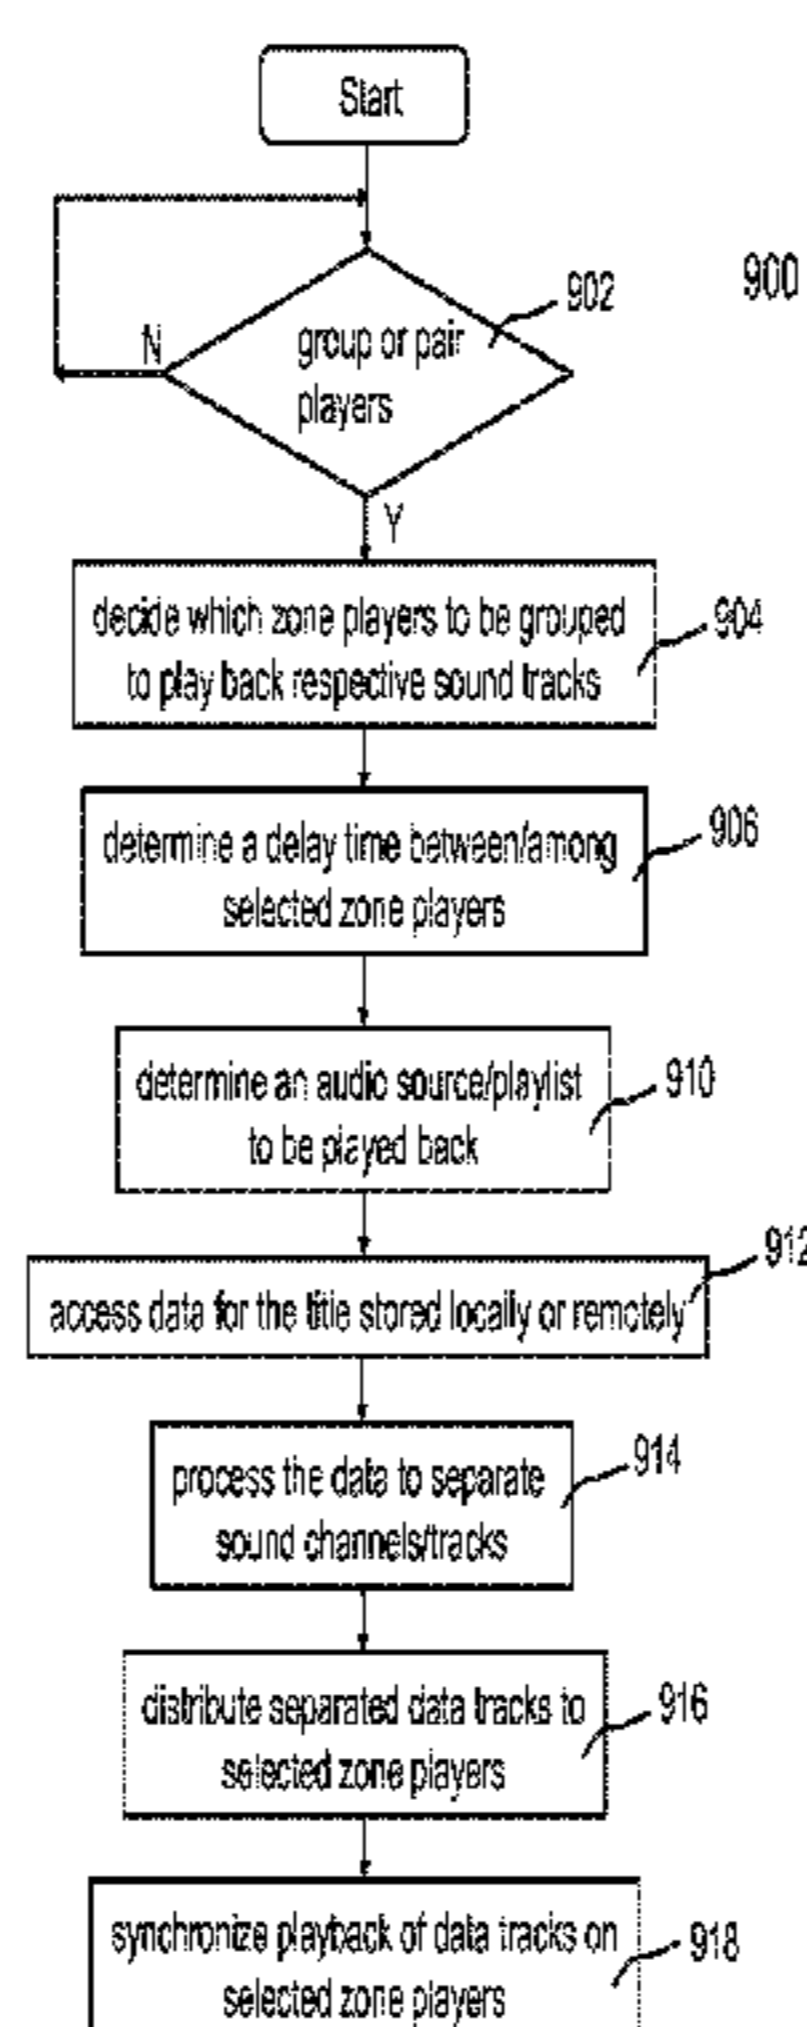 Start
900
902
group or pair
players
N
Y
decide which zone players to be grouped
to play back respective sound tracks
904
determine a delay time between/among
selected zone players
906
determine an audio source/playlist
to be played back
910
912
access data for the title stored locally or remotely
process the data to separate
sound channels/tracks
914
distribute separated data tracks to
selected zone players
916
synchronize playback of data tracks on
selected zone players
918